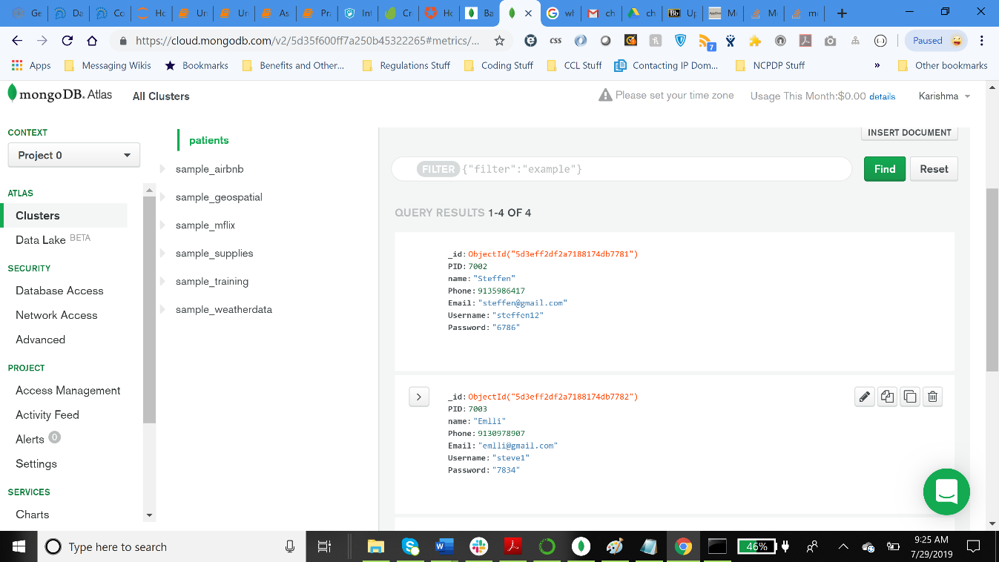 Ge Da Co Ho Un Un As Pra Int Cr Ho Ba wh ch ch Up M M m
https://cloud.mongodb.com/v2/5d35f600ff7a250b45322265#metrics/...
css
7
Paused
Apps Messaging Wikis Bookmarks Benefits and Other... Regulations Stuff Coding Stuff CCL Stuff Contacting IP Dom... NCPDP Stuff » Other bookmarks
mongoDB. Atlas All Clusters Please set your time zone Usage This Month:$0.00 details Karishma
CONTEXT
Project 0
ATLAS
Clusters
Data Lake BETA
SECURITY
Database Access
Network Access
Advanced
PROJECT
Access Management
Activity Feed
Alerts 0
Settings
SERVICES
Charts
patients
sample_airbnb
sample_geospatial
sample_mflix
sample_supplies
sample_training
sample_weatherdata
INSERT DOCUMENT
FILTER {"filter":"example"}
Find
Reset
QUERY RESULTS 1-4 OF 4
_id: ObjectId("5d3eff2df2a7188174db7781")
PID: 7002
name: "Steffen"
Phone: 9135986417
Email: "steffen@gmail.com"
Username: "steffen12"
Password: "6786"
_id: ObjectId("5d3eff2df2a7188174db7782")
PID: 7003
name: "Emlli"
Phone: 9130978907
Email: "emlli@gmail.com"
Username: "steve1"
Password: "7834"
Type here to search
46%
9:25 AM
7/29/2019